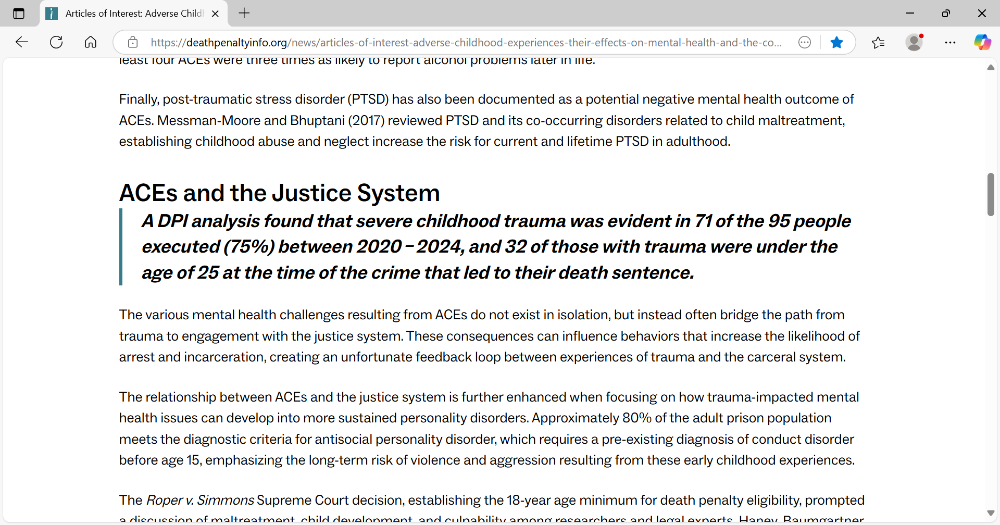 Articles of Interest: Adverse Child
https://deathpenaltyinfo.org/news/articles-of-interest-adverse-childhood-experiences-their-effects-on-mental-health-and-the-co...
least four ACEs were three times as likely to report alcohol problems later in life.
Finally, post-traumatic stress disorder (PTSD) has also been documented as a potential negative mental health outcome of
ACEs. Messman-Moore and Bhuptani (2017) reviewed PTSD and its co-occurring disorders related to child maltreatment,
establishing childhood abuse and neglect increase the risk for current and lifetime PTSD in adulthood.
ACEs and the Justice System
A DPI analysis found that severe childhood trauma was evident in 71 of the 95 people
executed (75%) between 2020 – 2024, and 32 of those with trauma were under the
age of 25 at the time of the crime that led to their death sentence.
The various mental health challenges resulting from ACEs do not exist in isolation, but instead often bridge the path from
trauma to engagement with the justice system. These consequences can influence behaviors that increase the likelihood of
arrest and incarceration, creating an unfortunate feedback loop between experiences of trauma and the carceral system.
The relationship between ACEs and the justice system is further enhanced when focusing on how trauma-impacted mental
health issues can develop into more sustained personality disorders. Approximately 80% of the adult prison population
meets the diagnostic criteria for antisocial personality disorder, which requires a pre-existing diagnosis of conduct disorder
before age 15, emphasizing the long-term risk of violence and aggression resulting from these early childhood experiences.
The Roper v. Simmons Supreme Court decision, establishing the 18-year age minimum for death penalty eligibility, prompted
a discussion of maltreatment, child development, and culpability among researchers and legal experts. Haney, Baumgartner